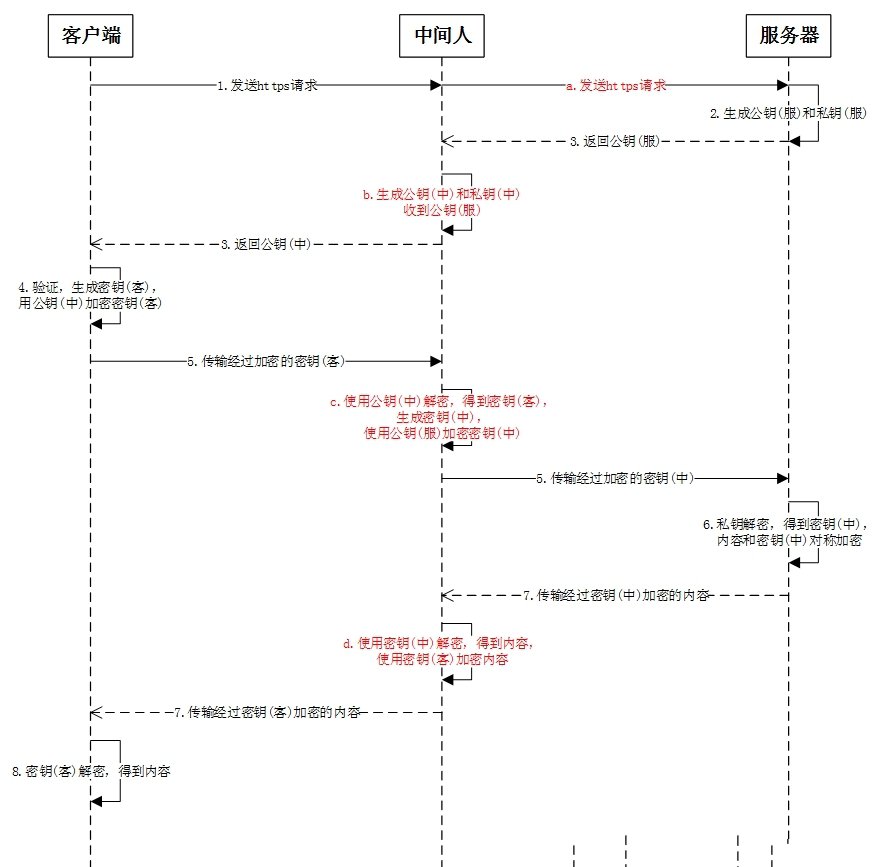 客户端
中间人
服务器
1.发送https请求
a.发送https请求
2.生成公钥(服)和私钥(服)
3.返回公钥(服)
b.生成公钥(中)和私钥(中)
收到公钥(服)
3.返回公钥(中)
4.验证，生成密钥(客)，
用公钥(中)加密密钥(客)
5.传输经过加密的密钥(客)
c.使用公钥(中)解密，得到密钥(客)，
生成密钥(中)，
使用公钥(服)加密密钥(中)
5.传输经过加密的密钥(中)
6.私钥解密，得到密钥(中)，
内容和密钥(中)对称加密
7.传输经过密钥(中)加密的内容
d.使用密钥(中)解密，得到内容，
使用密钥(客)加密内容
7.传输经过密钥(客)加密的内容
8.密钥(客)解密，得到内容